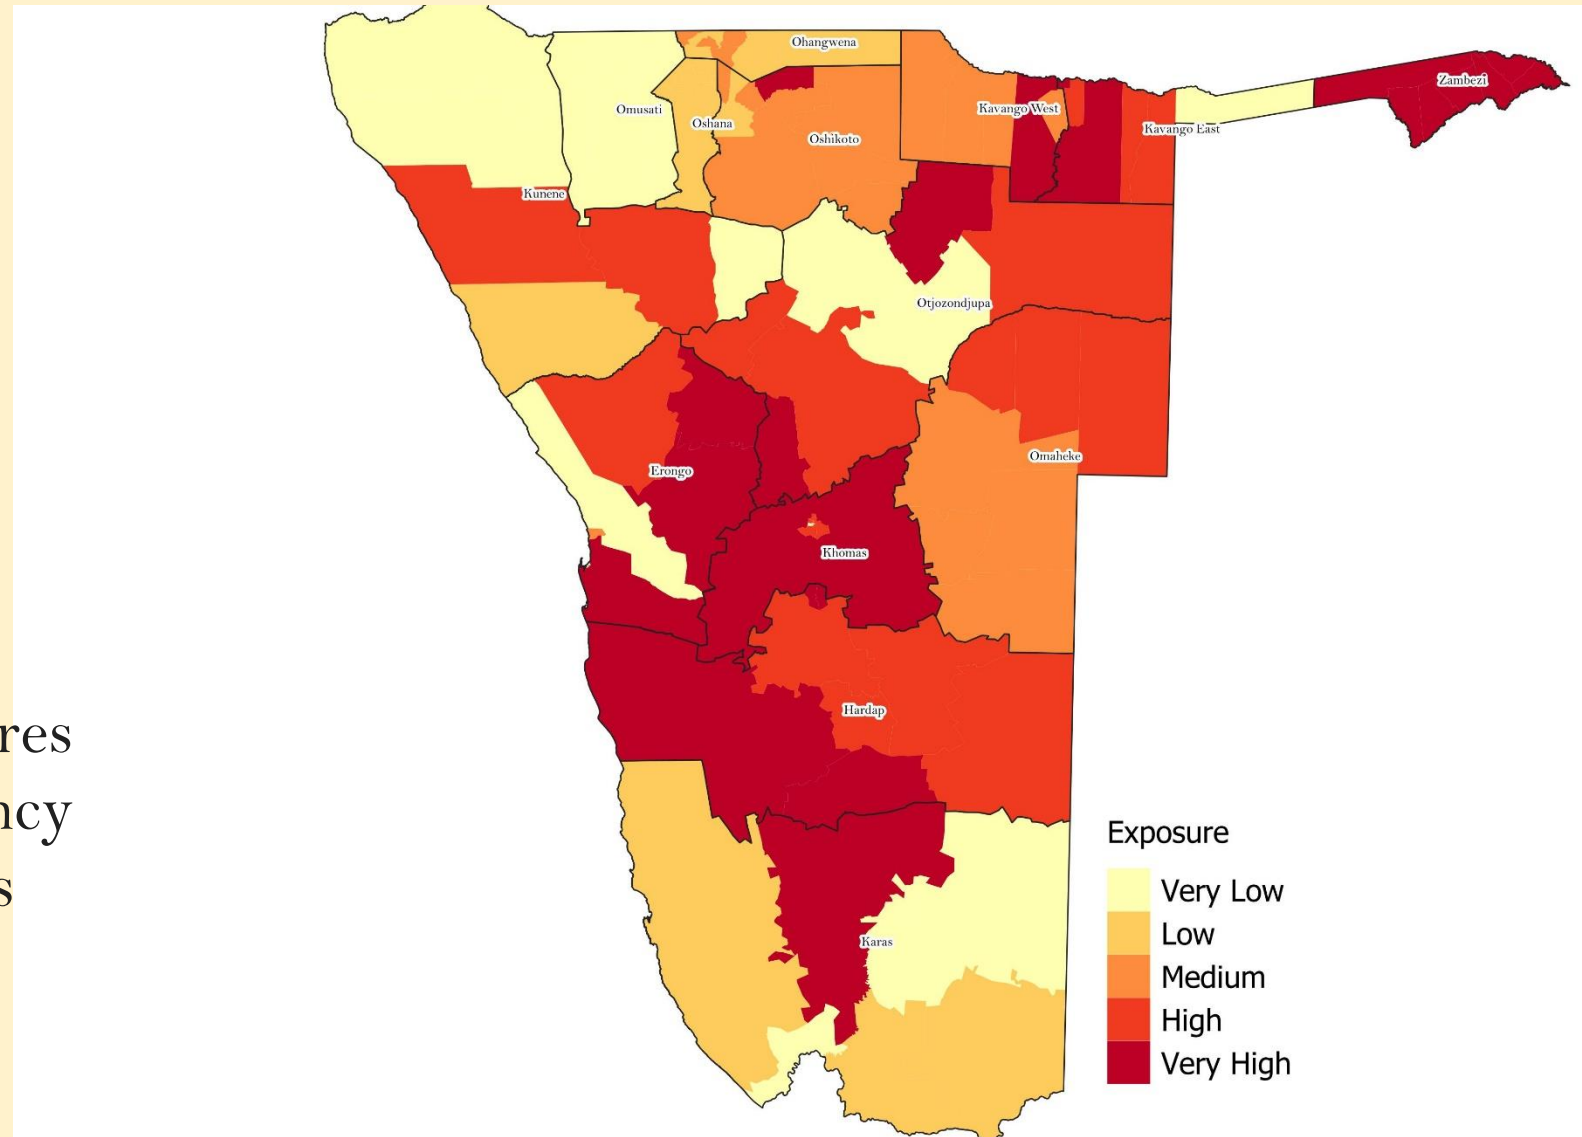 Ohangwena
Zambezi
Omusati
Kavango West
Oshana
Kavango East
Oshikoto
Kunene
Otjozondjupa
Omaheke
Erongo
Khomas
Hardap
Karas
res
ncy
s
Exposure
Very Low
Low
Medium
High
Very High